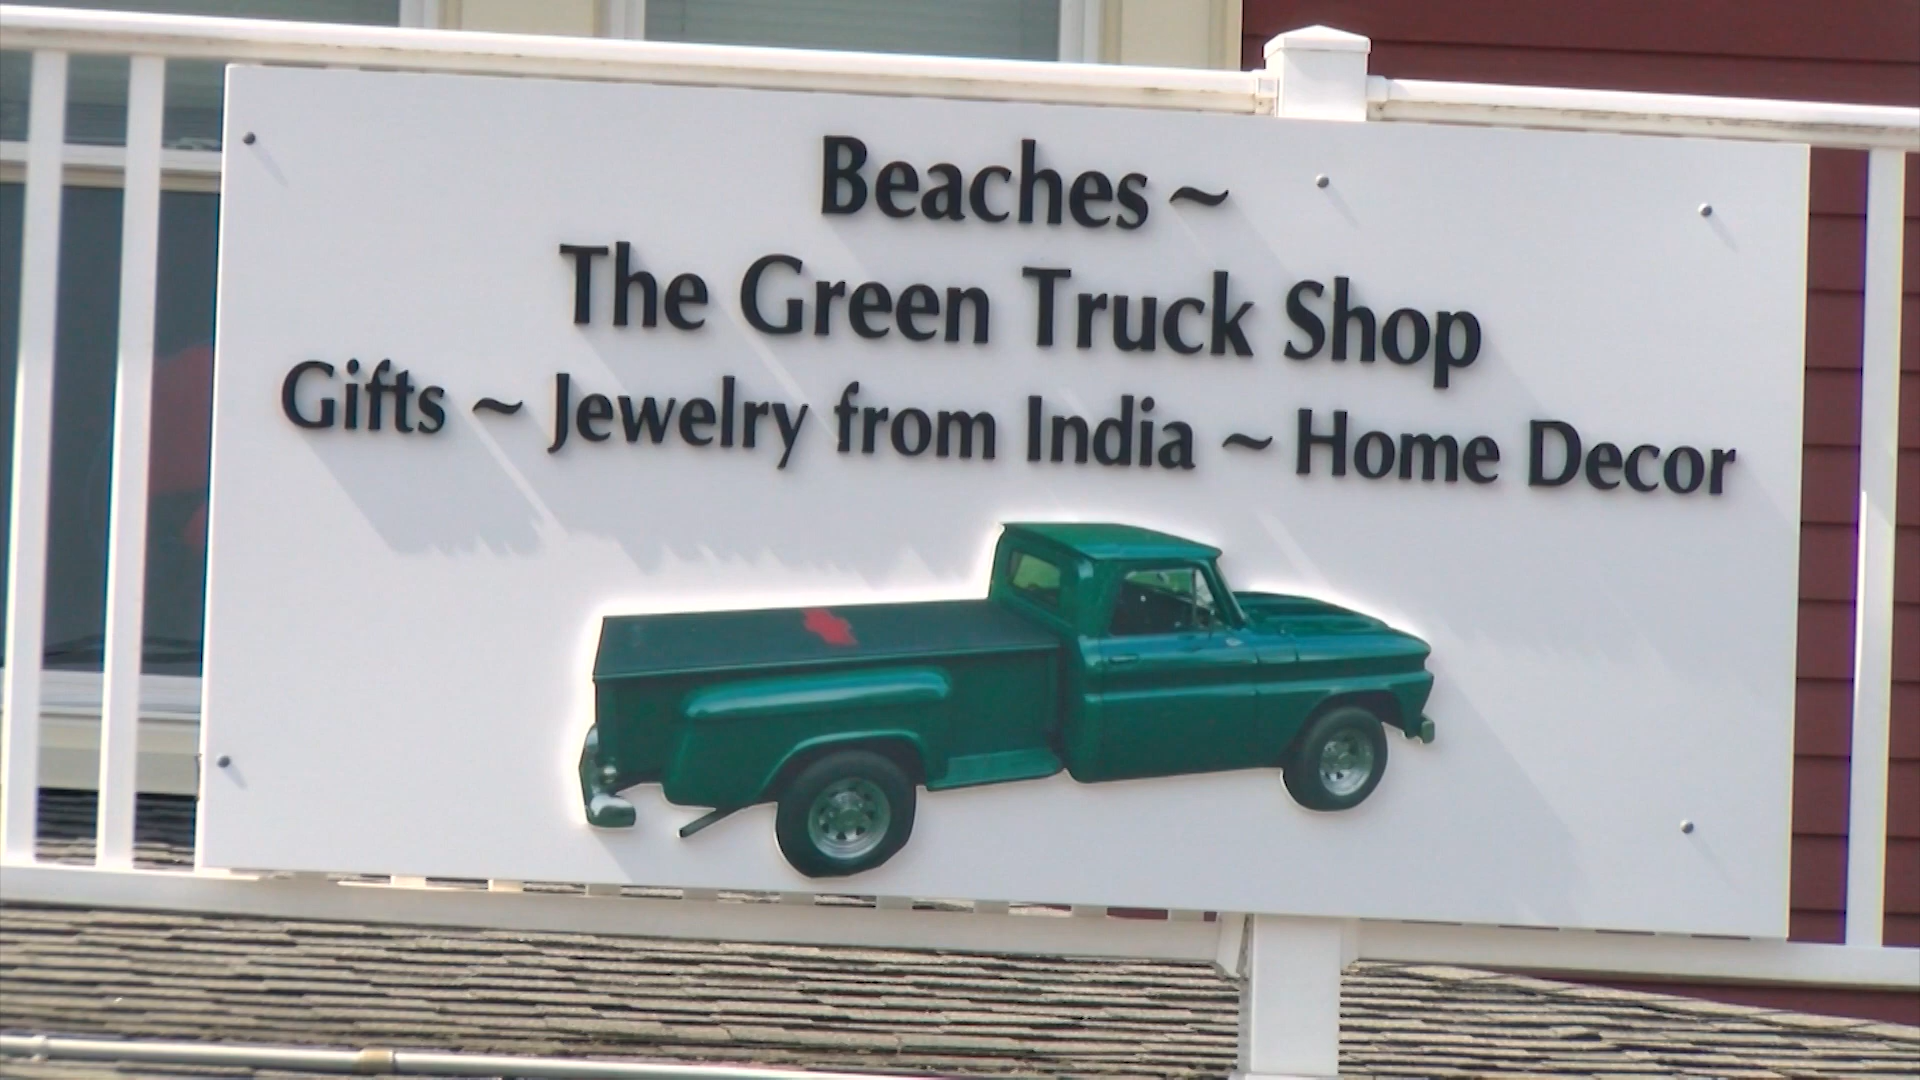 Beaches ~
The Green Truck Shop
Gifts ~ Jewelry from India ~ Home Decor